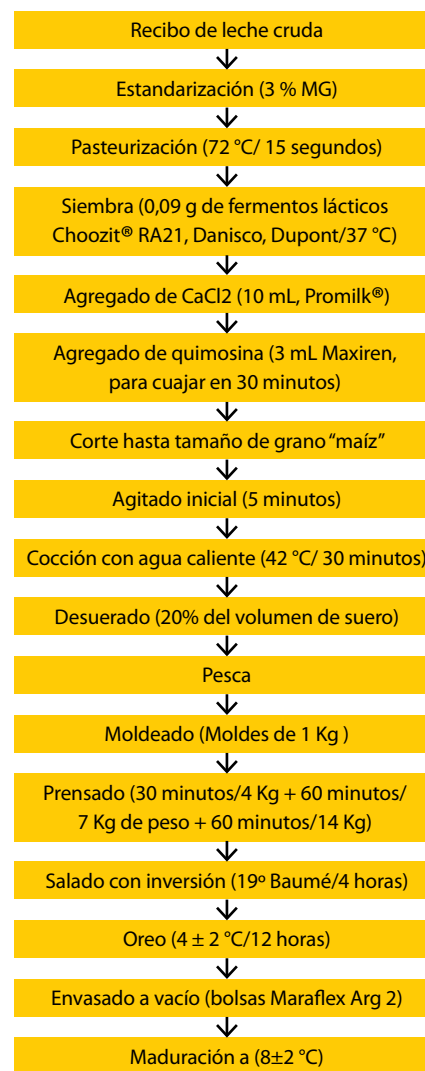 Recibo de leche cruda
Estandarización (3 % MG)
Pasteurización (72 °C/ 15 segundos)
Siembra (0,09 g de fermentos lácticos
Choozit® RA21, Danisco, Dupont/37 °C)
Agregado de CaCl2 (10 mL, Promilk®)
Agregado de quimosina (3 mL Maxiren,
para cuajar en 30 minutos)
Corte hasta tamaño de grano “maíz”
Agitado inicial (5 minutos)
Cocción con agua caliente (42 °C/ 30 minutos)
Desuerado (20% del volumen de suero)
Pesca
Moldeado (Moldes de 1 Kg )
Prensado (30 minutos/4 Kg + 60 minutos/
7 Kg de peso + 60 minutos/14 Kg)
Salado con inversión (19º Baumé/4 horas)
Oreo (4 ± 2 °C/12 horas)
Envasado a vacío (bolsas Maraflex Arg 2)
Maduración a (8±2 °C)